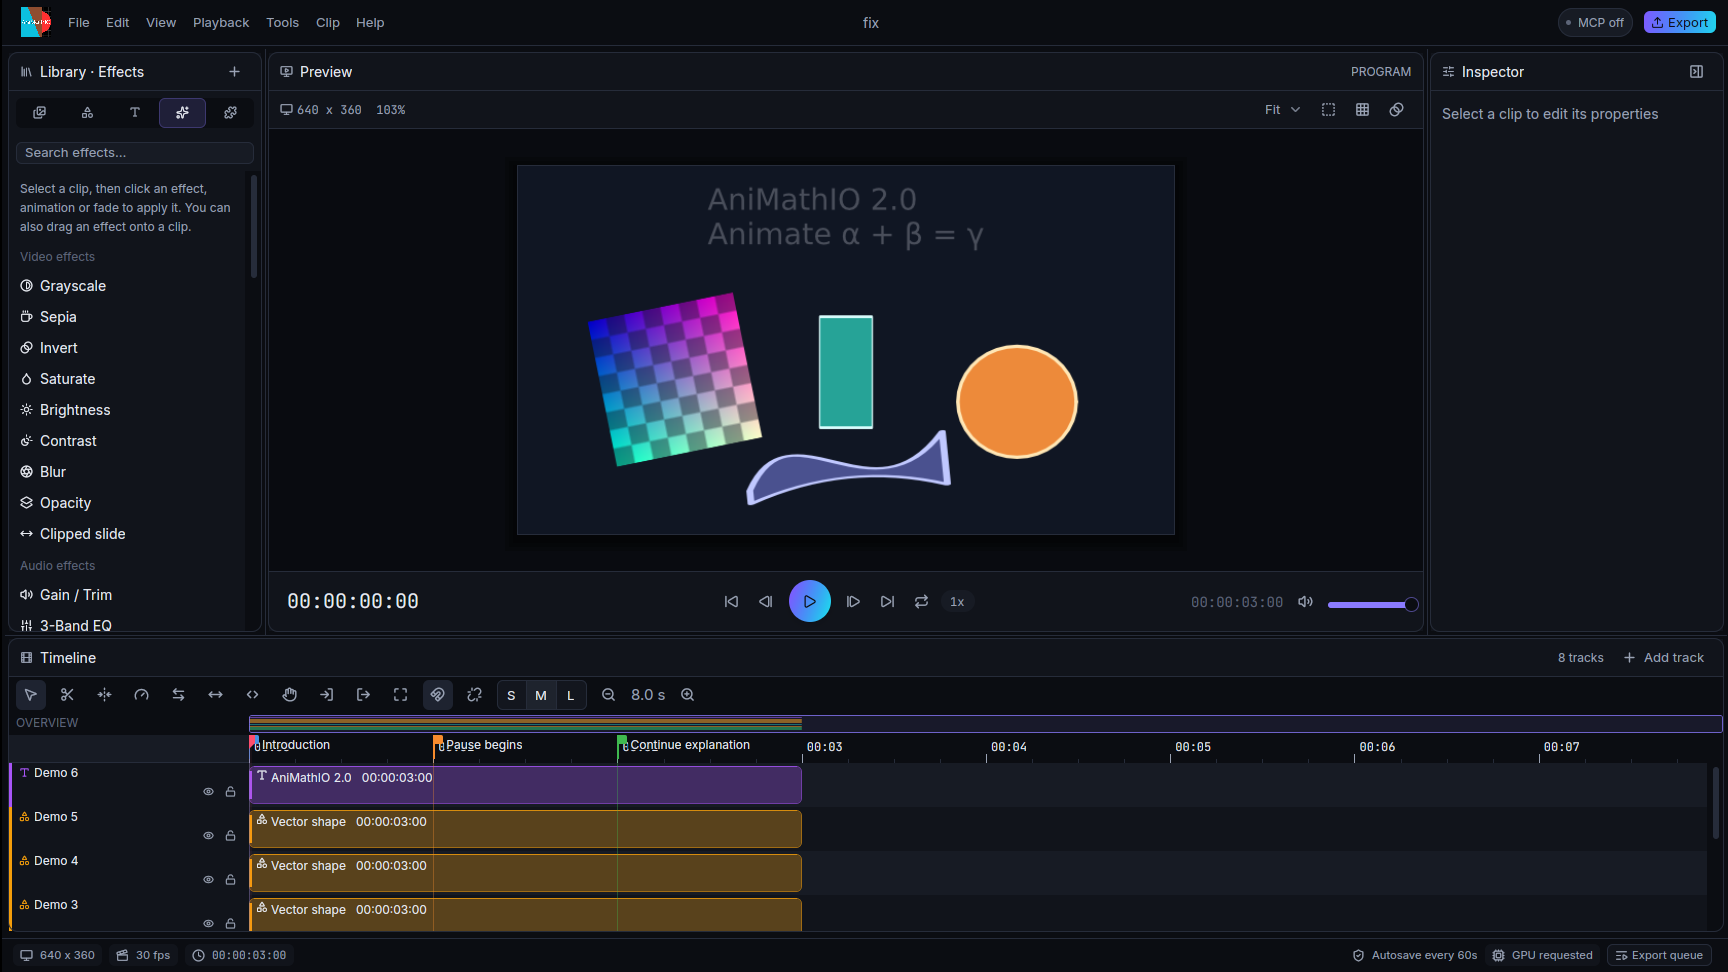 File Edit View Playback Tools Clip Help
fix
MCP off
Export
Library · Effects
Search effects...
Select a clip, then click an effect,
animation or fade to apply it. You can
also drag an effect onto a clip.
Video effects
Grayscale
Sepia
Invert
Saturate
Brightness
Contrast
Blur
Opacity
Clipped slide
Audio effects
Gain / Trim
3-Band EQ
Preview
PROGRAM
640 x 360 103%
Fit
AniMathIO 2.0
Animate α + β = γ
00:00:00:00
1x
00:00:03:00
Inspector
Select a clip to edit its properties
Timeline
8 tracks
Add track
S M L
8.0 s
OVERVIEW
Introduction
Pause begins
Continue explanation
00:03
00:04
00:05
00:06
00:07
Demo 6
AniMathIO 2.0 00:00:03:00
Demo 5
Vector shape 00:00:03:00
Demo 4
Vector shape 00:00:03:00
Demo 3
Vector shape 00:00:03:00
640 x 360
30 fps
00:00:03:00
Autosave every 60s
GPU requested
Export queue